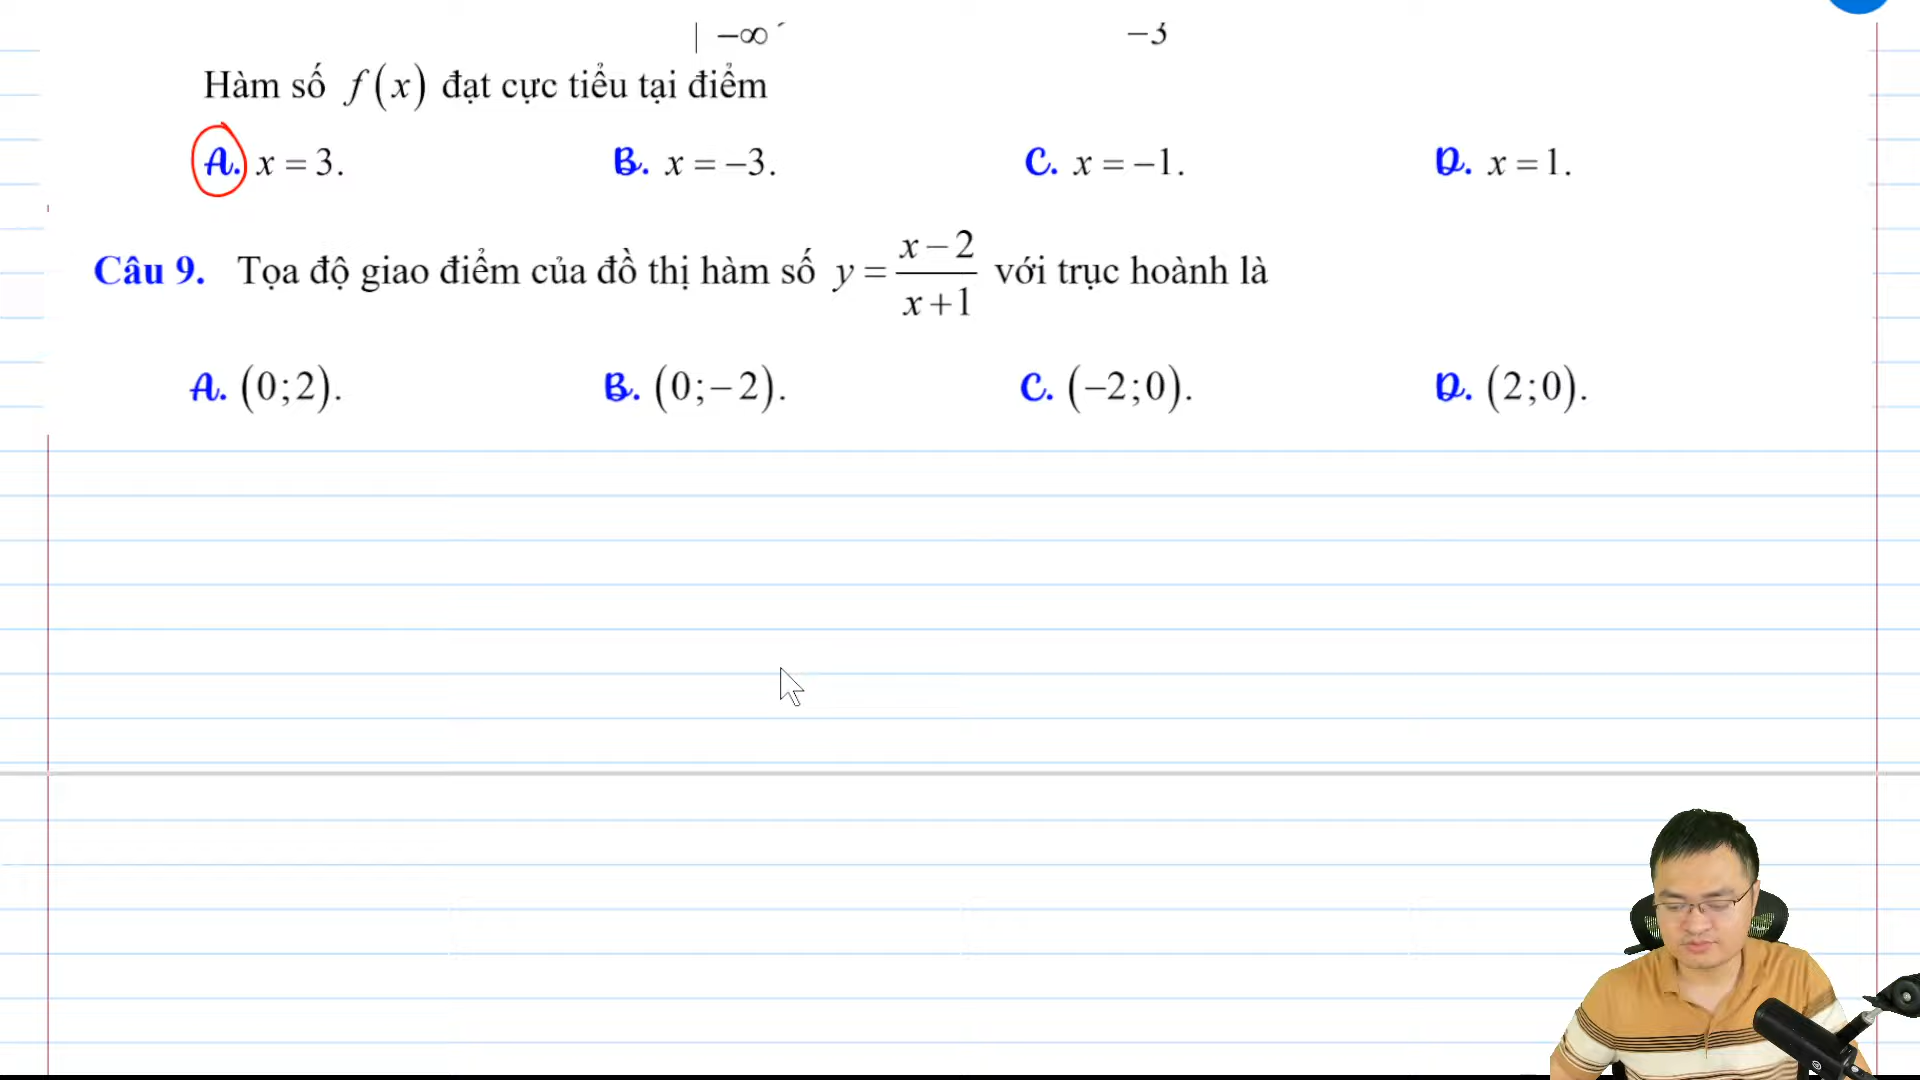 −∞ −3
Hàm số f(x) đạt cực tiểu tại điểm
A. x = 3. B. x = −3. C. x = −1. D. x = 1.
Câu 9. Tọa độ giao điểm của đồ thị hàm số y = \frac{x-2}{x+1} với trục hoành là
A. (0;2). B. (0;−2). C. (−2;0). D. (2;0).